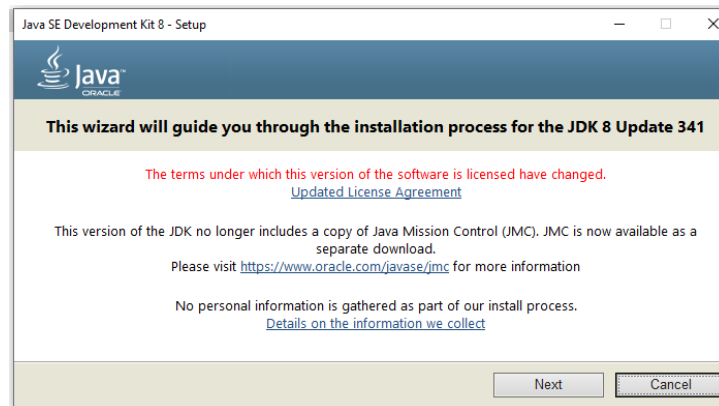 Java SE Development Kit 8 - Setup
Java™
ORACLE
This wizard will guide you through the installation process for the JDK 8 Update 341
The terms under which this version of the software is licensed have changed.
Updated License Agreement
This version of the JDK no longer includes a copy of Java Mission Control (JMC). JMC is now available as a
separate download.
Please visit https://www.oracle.com/javase/jmc for more information
No personal information is gathered as part of our install process.
Details on the information we collect
Next Cancel